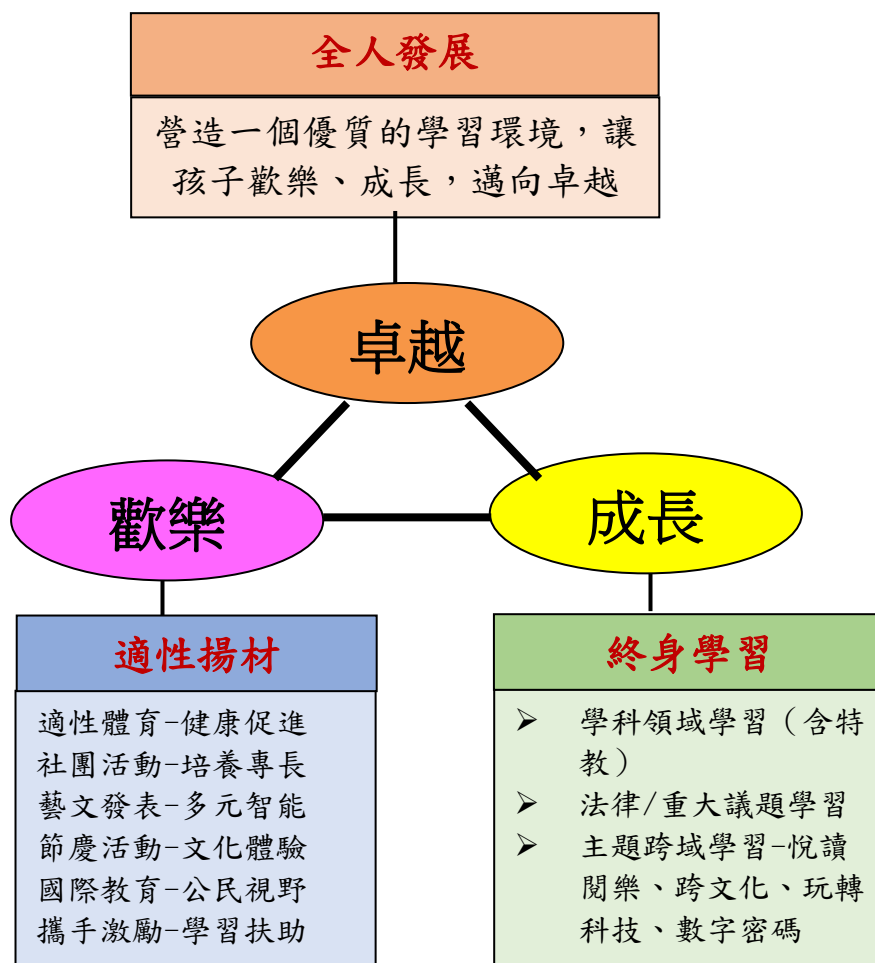 全人發展
營造一個優質的學習環境，讓
孩子歡樂、成長，邁向卓越
卓越
歡樂
成長
適性揚材
適性體育-健康促進
社團活動-培養專長
藝文發表-多元智能
節慶活動-文化體驗
國際教育-公民視野
攜手激勵-學習扶助
終身學習
➢ 學科領域學習（含特
教）
➢ 法律/重大議題學習
➢ 主題跨域學習-悅讀
閱樂、跨文化、玩轉
科技、數字密碼